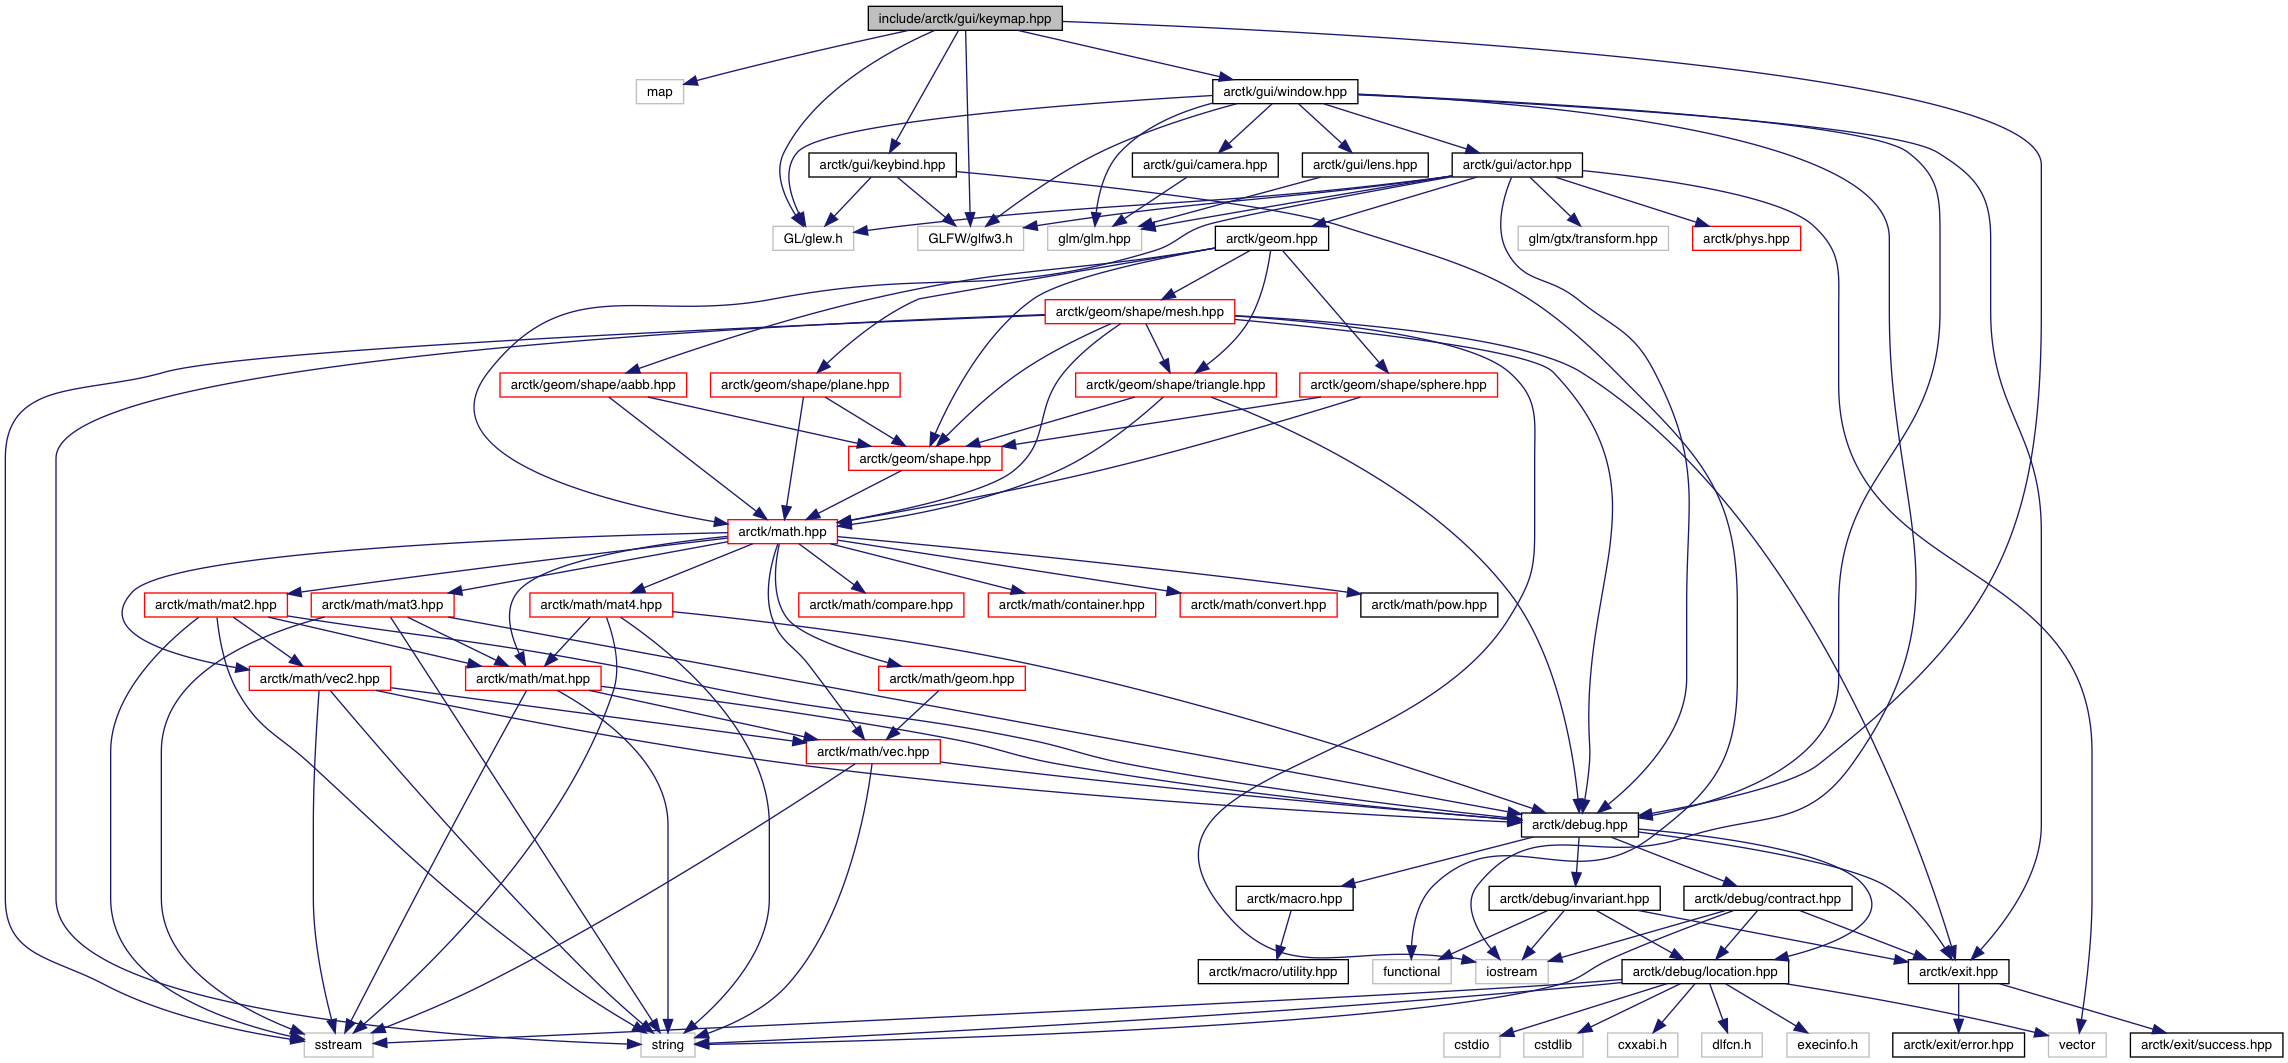 include/arctk/gui/keymap.hpp
map
arctk/gui/window.hpp
arctk/gui/keybind.hpp
arctk/gui/camera.hpp
arctk/gui/lens.hpp
arctk/gui/actor.hpp
GL/glew.h
GLFW/glfw3.h
glm/glm.hpp
arctk/geom.hpp
glm/gtx/transform.hpp
arctk/phys.hpp
arctk/geom/shape/mesh.hpp
arctk/geom/shape/aabb.hpp
arctk/geom/shape/plane.hpp
arctk/geom/shape/triangle.hpp
arctk/geom/shape/sphere.hpp
arctk/geom/shape.hpp
arctk/math.hpp
arctk/math/mat2.hpp
arctk/math/mat3.hpp
arctk/math/mat4.hpp
arctk/math/compare.hpp
arctk/math/container.hpp
arctk/math/convert.hpp
arctk/math/pow.hpp
arctk/math/vec2.hpp
arctk/math/mat.hpp
arctk/math/geom.hpp
arctk/math/vec.hpp
arctk/debug.hpp
arctk/macro.hpp
arctk/debug/invariant.hpp
arctk/debug/contract.hpp
arctk/macro/utility.hpp
functional
iostream
arctk/debug/location.hpp
arctk/exit.hpp
sstream
string
cstdio
cstdlib
cxxabi.h
dlfcn.h
execinfo.h
arctk/exit/error.hpp
vector
arctk/exit/success.hpp